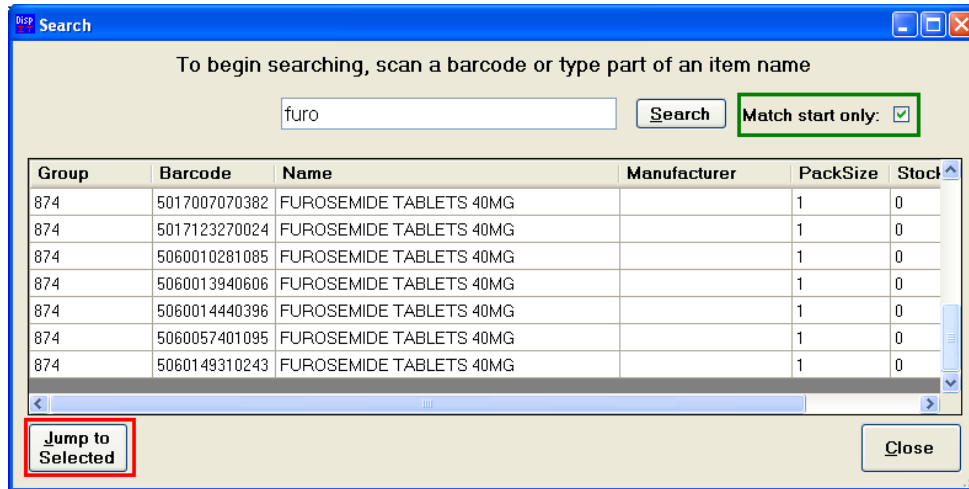 Disp
Search
To begin searching, scan a barcode or type part of an item name
furo Search Match start only:
Group Barcode Name Manufacturer PackSize Stock
874 5017007070382 FUROSEMIDE TABLETS 40MG 1 0
874 5017123270024 FUROSEMIDE TABLETS 40MG 1 0
874 5060010281085 FUROSEMIDE TABLETS 40MG 1 0
874 5060013940606 FUROSEMIDE TABLETS 40MG 1 0
874 5060014440396 FUROSEMIDE TABLETS 40MG 1 0
874 5060057401095 FUROSEMIDE TABLETS 40MG 1 0
874 5060149310243 FUROSEMIDE TABLETS 40MG 1 0
Jump to
Selected
Close